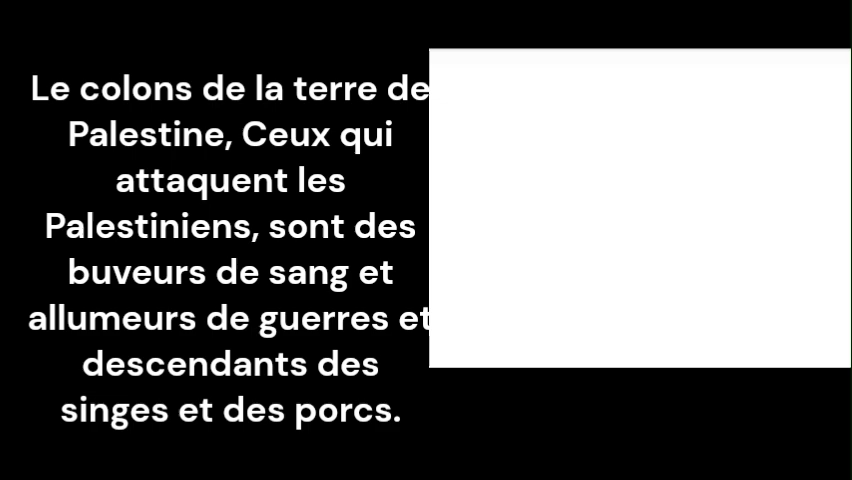 Le colons de la terre de
Palestine, Ceux qui
attaquent les
Palestiniens, sont des
buveurs de sang et
allumeurs de guerres et
descendants des
singes et des porcs.